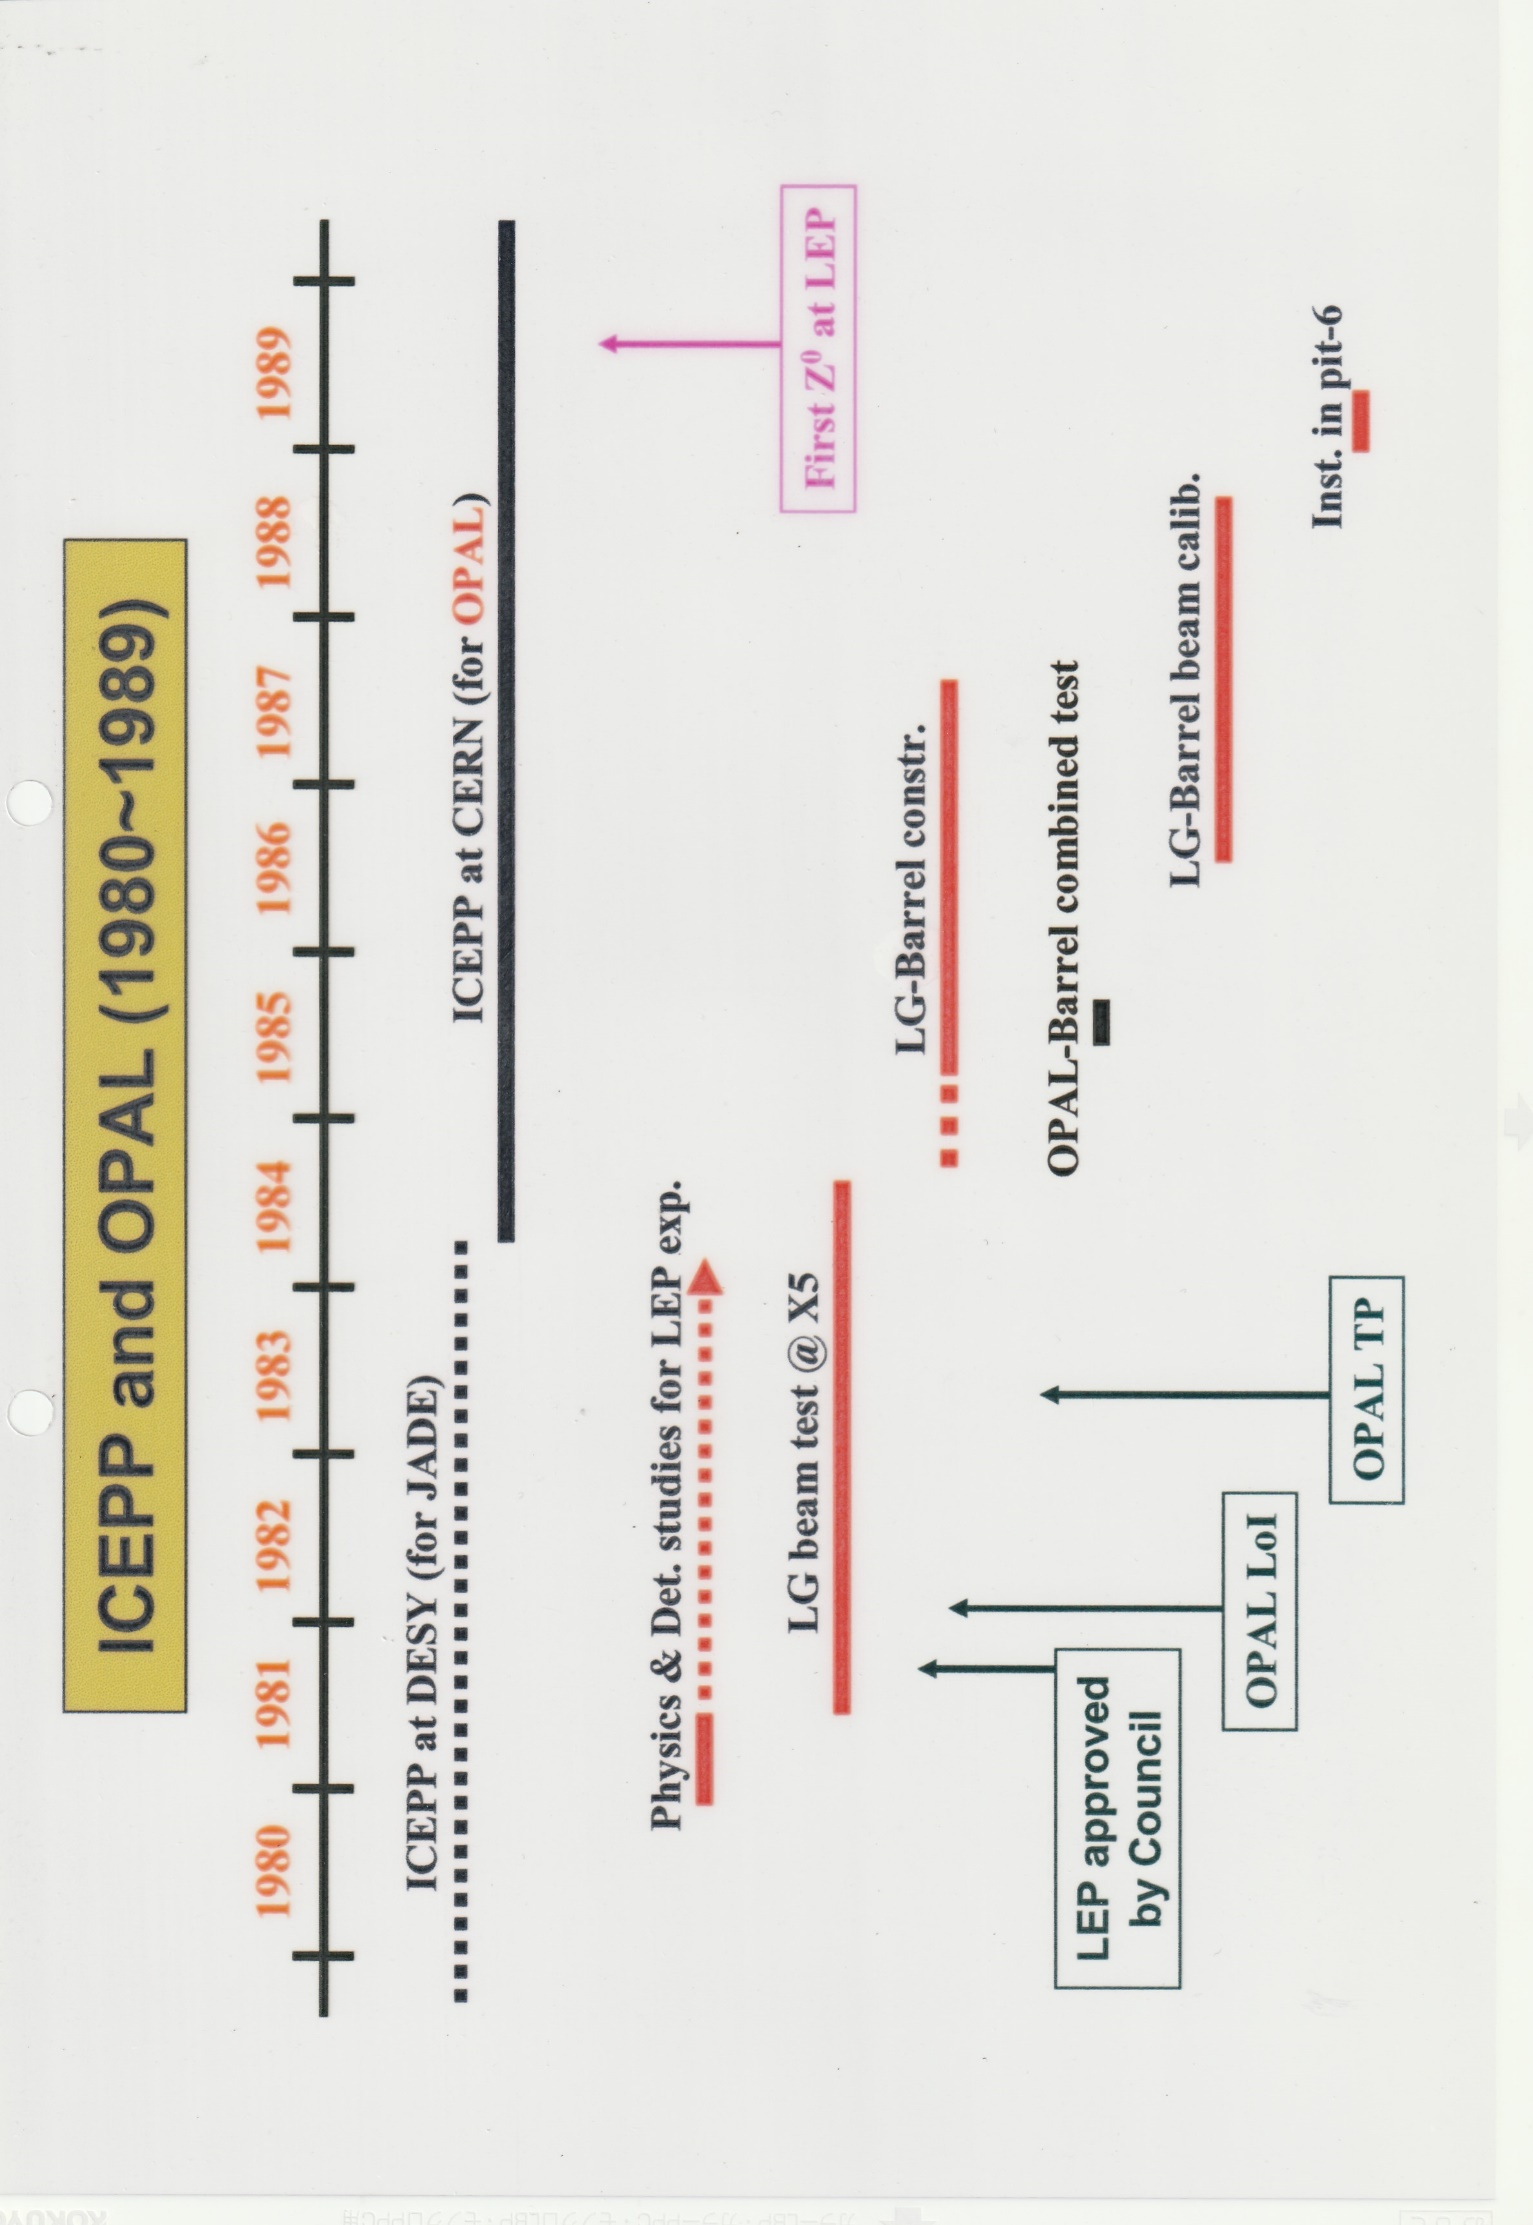 ICEPP and OPAL (1980~1989)
1980 1981 1982 1983 1984 1985 1986 1987 1988 1989
ICEPP at DESY (for JADE)
ICEPP at CERN (for OPAL)
Physics & Det. studies for LEP exp.
First Z⁰ at LEP
LG beam test @ X5
LG-Barrel constr.
OPAL-Barrel combined test
LEP approved
by Council
LG-Barrel beam calib.
OPAL LoI
Inst. in pit-6
OPAL TP